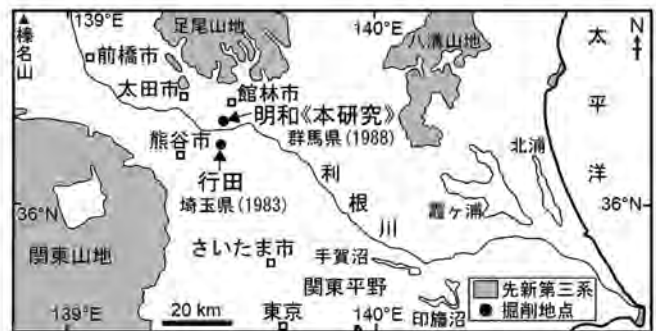 139°E
足尾山地
140°E
八溝山地
N
太平洋
▲榛名山
前橋市
太田市
館林市
明和《本研究》
群馬県(1988)
熊谷市
行田
埼玉県(1983)
北浦
36°N
利根川
霞ヶ浦
36°N
さいたま市
手賀沼
関東山地
関東平野
先新第三系
掘削地点
139°E
20 km
東京
140°E
印旛沼